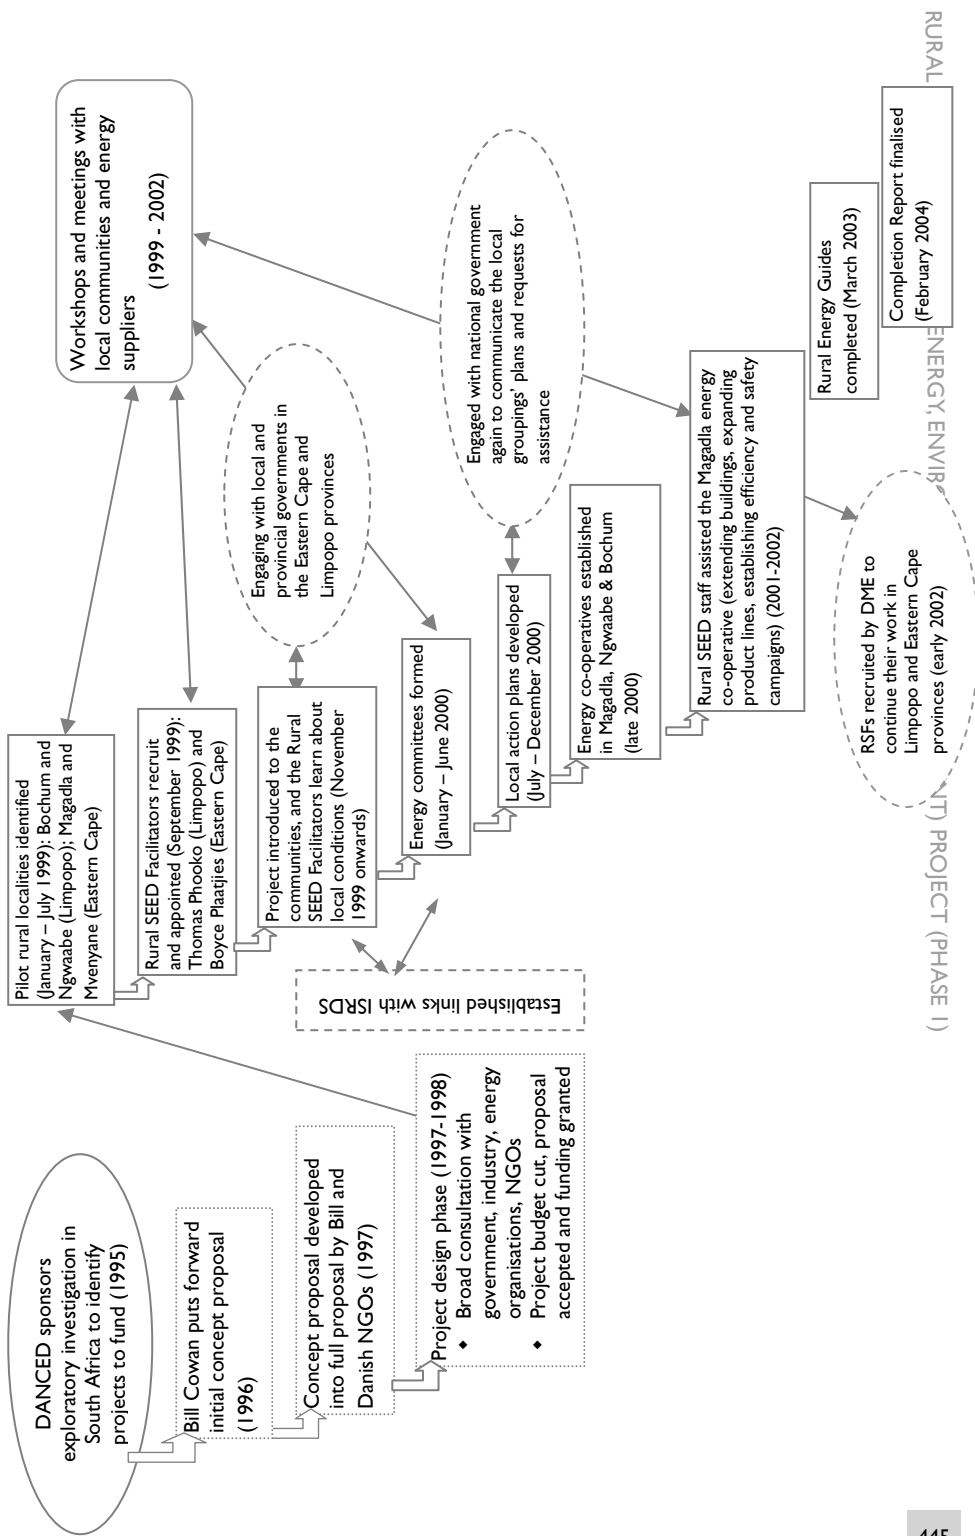 DANCED sponsors
exploratory investigation in
South Africa to identify
projects to fund (1995)
Bill Cowan puts forward
initial concept proposal
(1996)
Concept proposal developed
into full proposal by Bill and
Danish NGOs (1997)
Project design phase (1997-1998)
◆ Broad consultation with
government, industry, energy
organisations, NGOs
◆ Project budget cut, proposal
accepted and funding granted
Established links with ISRDS
Pilot rural localities identified
(January – July 1999): Bochum and
Ngwaabe (Limpopo); Magadla and
Mvenyane (Eastern Cape)
Rural SEED Facilitators recruit
and appointed (September 1999):
Thomas Phooko (Limpopo) and
Boyce Plaatjies (Eastern Cape)
Project introduced to the
communities, and the Rural
SEED Facilitators learn about
local conditions (November
1999 onwards)
Energy committees formed
(January – June 2000)
Local action plans developed
(July – December 2000)
Energy co-operatives established
in Magadla, Ngwaabe & Bochum
(late 2000)
Rural SEED staff assisted the Magadla energy
co-operative (extending buildings, expanding
product lines, establishing efficiency and safety
campaigns) (2001-2002)
RSFs recruited by DME to
continue their work in
Limpopo and Eastern Cape
provinces (early 2002)
Workshops and meetings with
local communities and energy
suppliers
(1999 - 2002)
Engaging with local and
provincial governments in
the Eastern Cape and
Limpopo provinces
Engaged with national government
again to communicate the local
groupings' plans and requests for
assistance
Rural Energy Guides
completed (March 2003)
Completion Report finalised
(February 2004)
RURAL ENERGY, ENVIR NT) PROJECT (PHASE I)
445